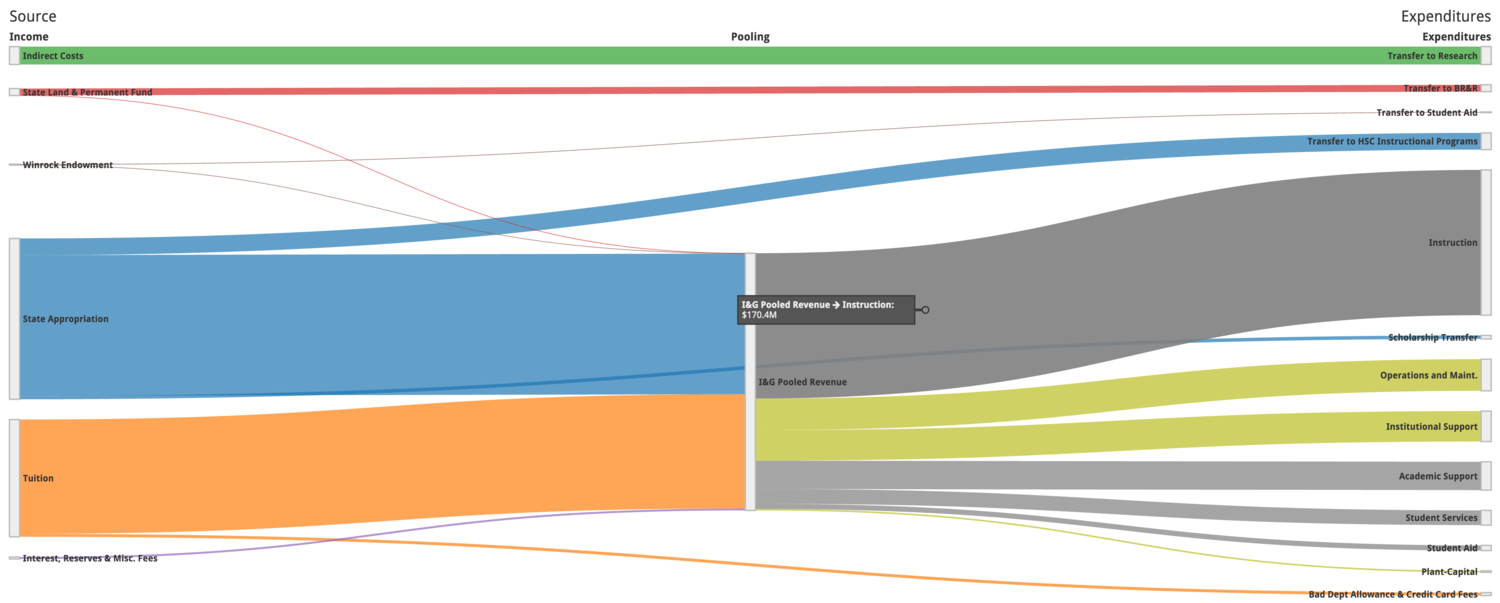 Source
Expenditures
Income
Pooling
Expenditures
Indirect Costs
Transfer to Research
State Land & Permanent Fund
Transfer to BR&R
Transfer to Student Aid
Transfer to HSC Instructional Programs
Winrock Endowment
Instruction
I&G Pooled Revenue → Instruction:
$170.4M
State Appropriation
Scholarship Transfer
Operations and Maint.
I&G Pooled Revenue
Institutional Support
Tuition
Academic Support
Student Services
Student Aid
Interest, Reserves & Misc. Fees
Plant-Capital
Bad Dept Allowance & Credit Card Fees